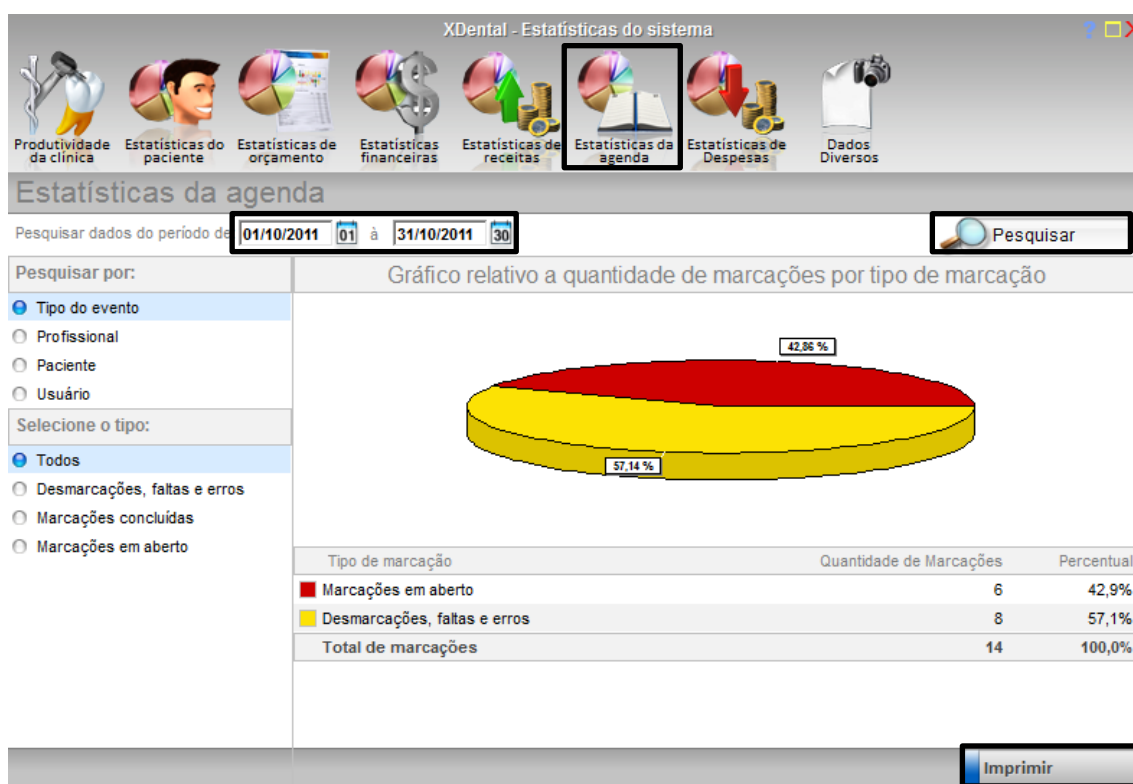 XDental - Estatísticas do sistema
?
Produtividade da clínica
Estatísticas do paciente
Estatísticas de orçamento
Estatísticas financeiras
Estatísticas de receitas
Estatísticas da agenda
Estatísticas de Despesas
Dados Diversos
Estatísticas da agenda
Pesquisar dados do período de 01/10/2011 01 à 31/10/2011 30 Pesquisar
Pesquisar por:
Tipo do evento
Profissional
Paciente
Usuário
Selecione o tipo:
Todos
Desmarcações, faltas e erros
Marcações concluídas
Marcações em aberto
Gráfico relativo a quantidade de marcações por tipo de marcação
42,86 %
57,14 %
Tipo de marcação Quantidade de Marcações Percentual
Marcações em aberto 6 42,9%
Desmarcações, faltas e erros 8 57,1%
Total de marcações 14 100,0%
Imprimir